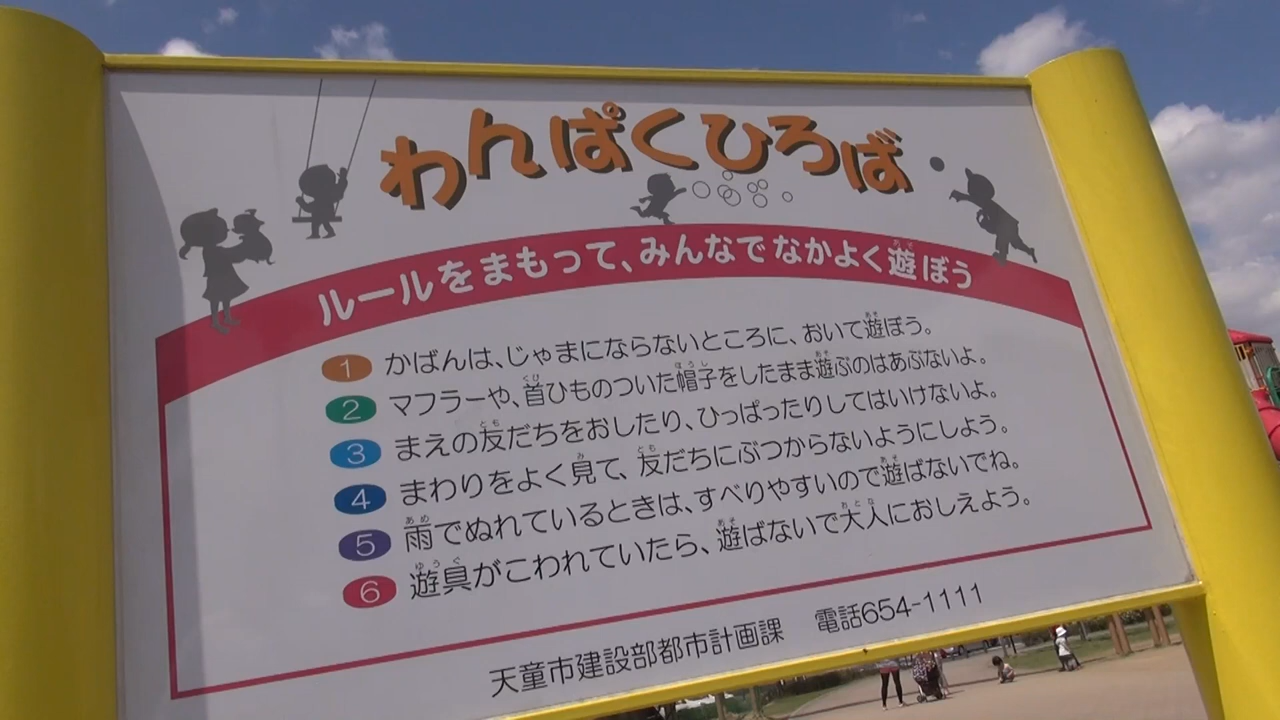 わんぱくひろば
ルールをまもって、みんなでなかよく遊ぼう
1 かばんは、じゃまにならないところに、おいて遊ぼう。
2 マフラーや、首ひものついた帽子をしたまま遊ぶのはあぶないよ。
3 まえの友だちをおしたり、ひっぱったりしてはいけないよ。
4 まわりをよく見て、友だちにぶつからないようにしよう。
5 雨でぬれているときは、すべりやすいので遊ばないでね。
6 遊具がこわれていたら、遊ばないで大人におしえよう。
天童市建設部都市計画課 電話654-1111